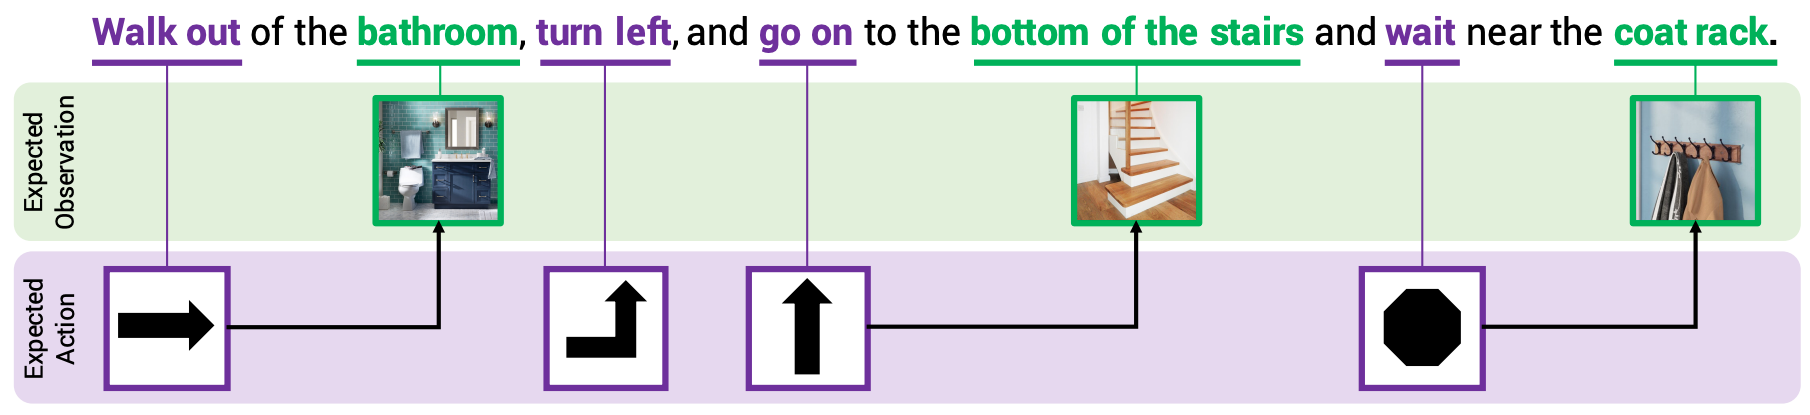 Walk out of the bathroom, turn left, and go on to the bottom of the stairs and wait near the coat rack.
Expected
Observation
Expected
Action